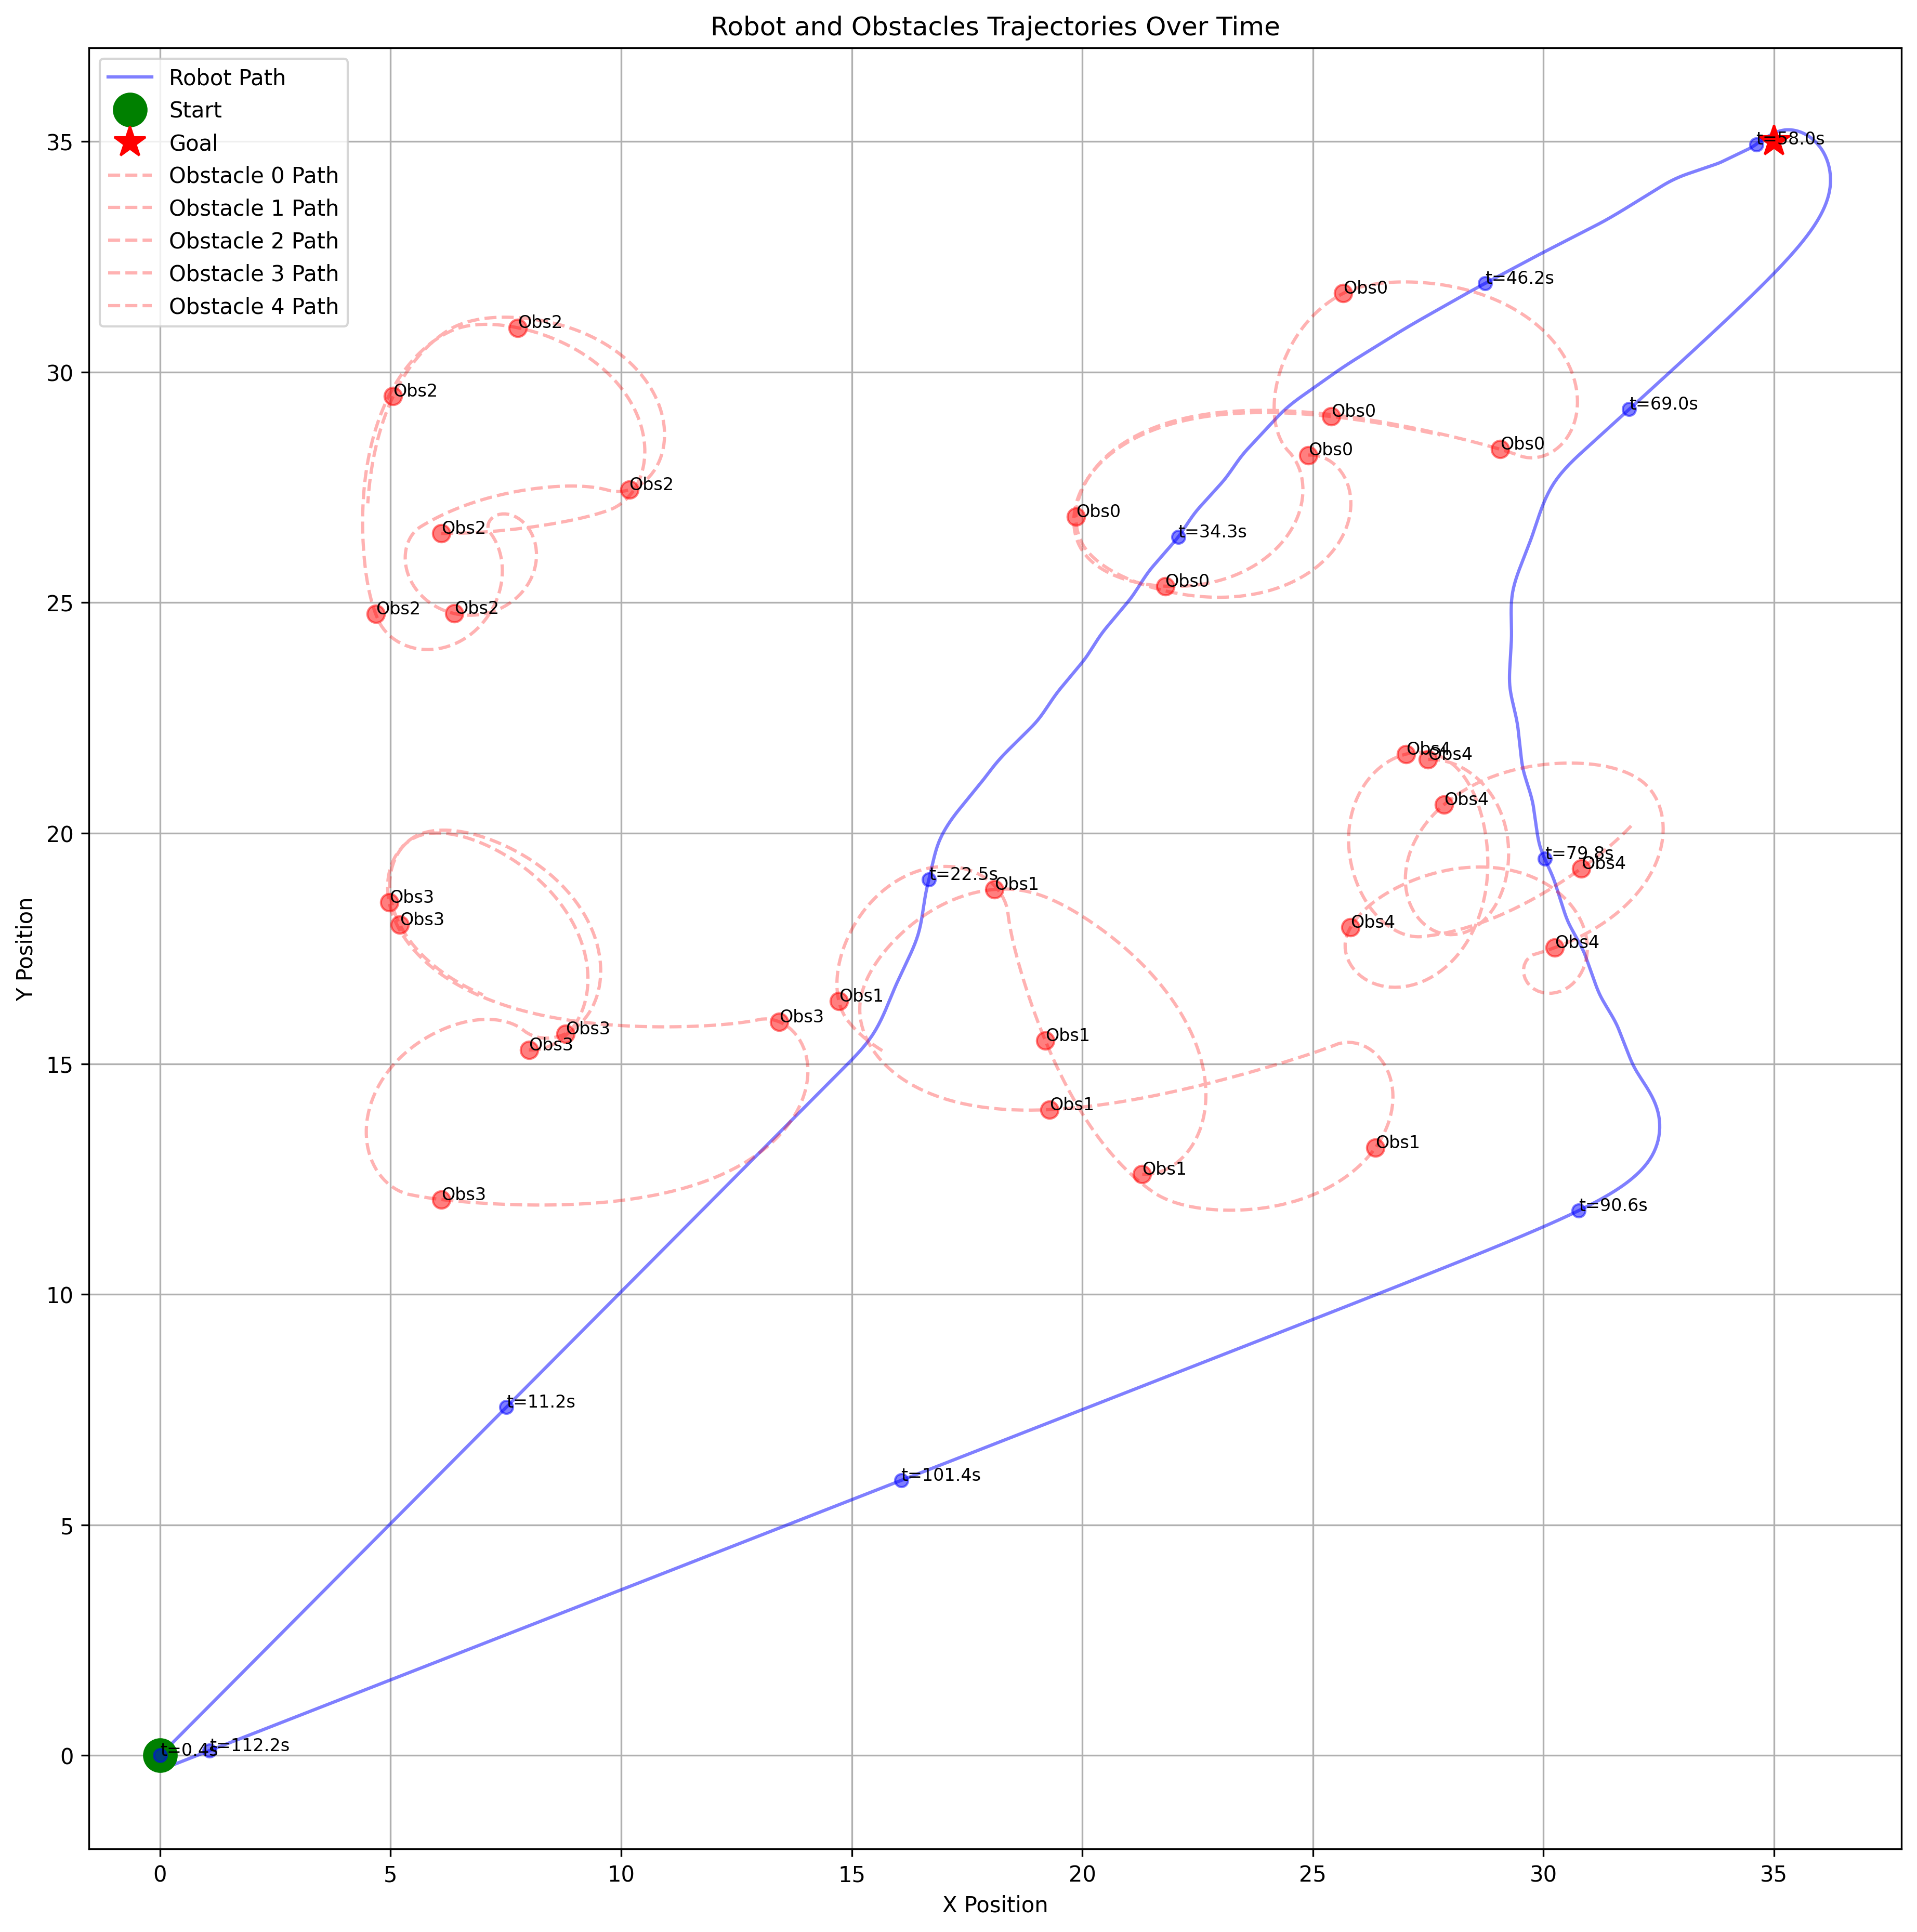 Robot and Obstacles Trajectories Over Time
Robot Path
Start
Goal
Obstacle 0 Path
Obstacle 1 Path
Obstacle 2 Path
Obstacle 3 Path
Obstacle 4 Path
35
30
25
20
15
10
5
0
Y Position
t=58.0s
t=46.2s
Obs0
Obs2
Obs2
t=69.0s
Obs0
Obs0
Obs0
Obs2
Obs0
t=34.3s
Obs2
Obs0
Obs2
Obs2
Obs4
Obs4
Obs4
t=79.8s
Obs4
t=22.5s
Obs1
Obs3
Obs3
Obs4
Obs4
Obs1
Obs3
Obs3
Obs3
Obs1
Obs1
Obs1
Obs1
Obs3
t=90.6s
t=11.2s
t=101.4s
t=0.4s
t=112.2s
0
5
10
15
20
25
30
35
X Position